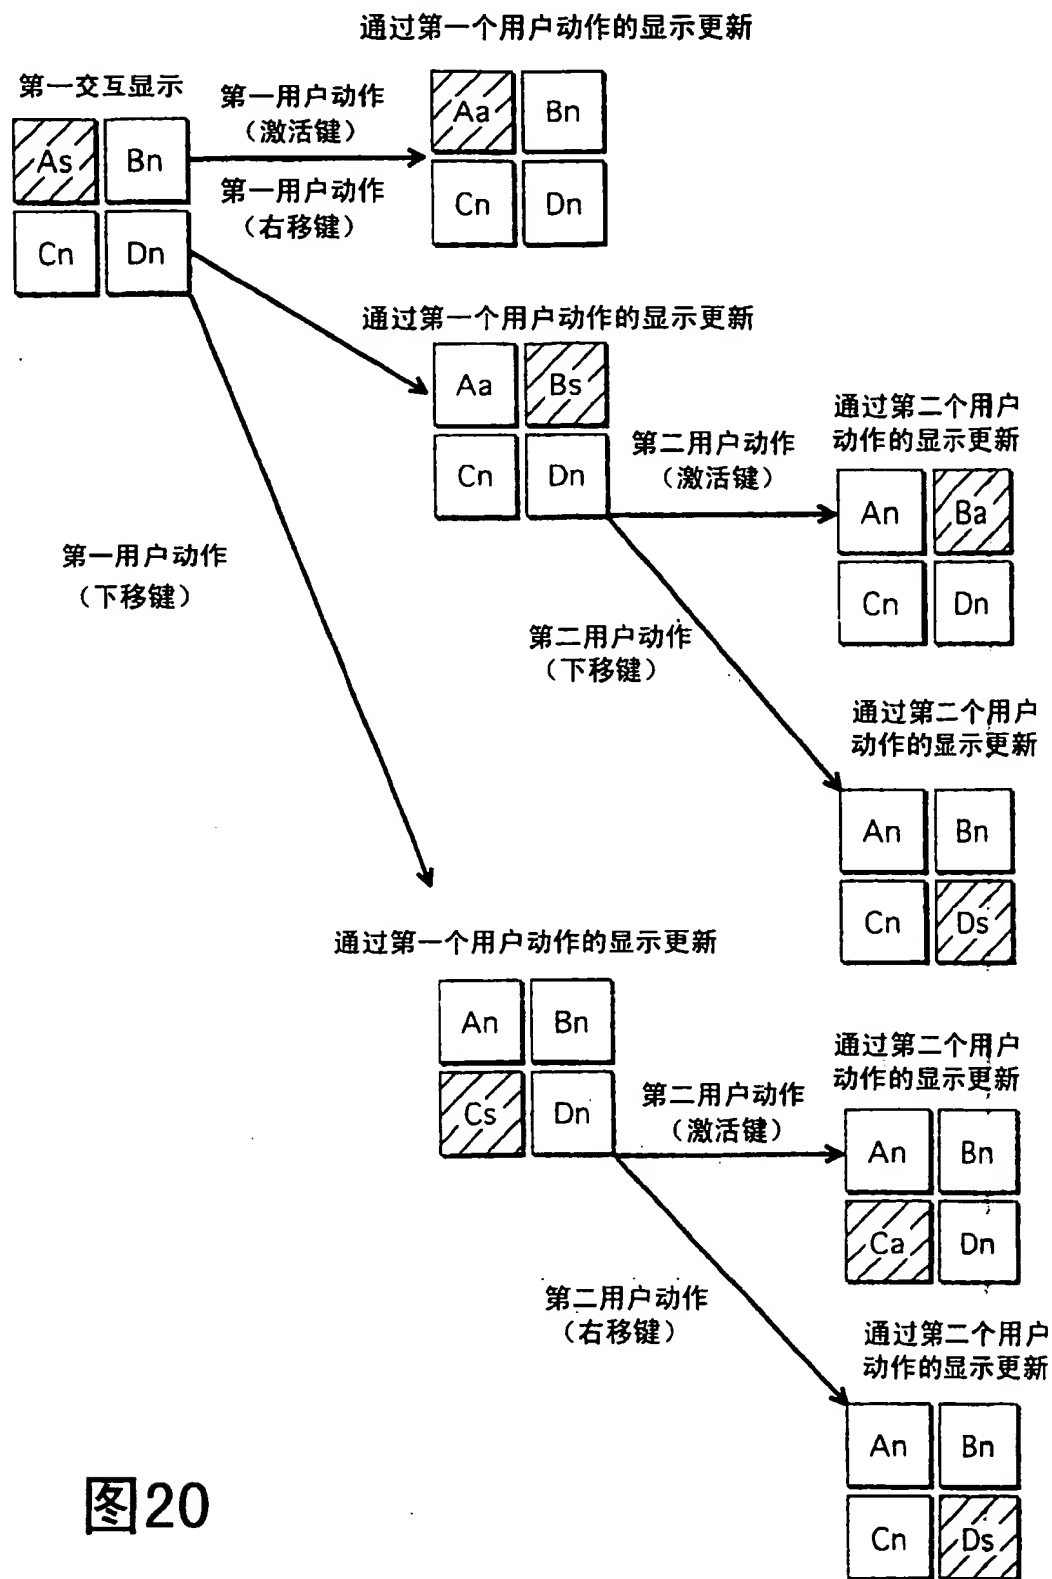 通过第一个用户动作的显示更新
第一交互显示
第一用户动作
（激活键）
As Bn
Cn Dn
第一用户动作
（右移键）
Aa Bn
Cn Dn
通过第一个用户动作的显示更新
Aa Bs
Cn Dn
第二用户动作
（激活键）
通过第二个用户
动作的显示更新
An Ba
Cn Dn
第一用户动作
（下移键）
第二用户动作
（下移键）
通过第二个用户
动作的显示更新
An Bn
Cn Ds
通过第一个用户动作的显示更新
An Bn
Cs Dn
第二用户动作
（激活键）
通过第二个用户
动作的显示更新
An Bn
Ca Dn
第二用户动作
（右移键）
通过第二个用户
动作的显示更新
An Bn
Cn Ds
图20